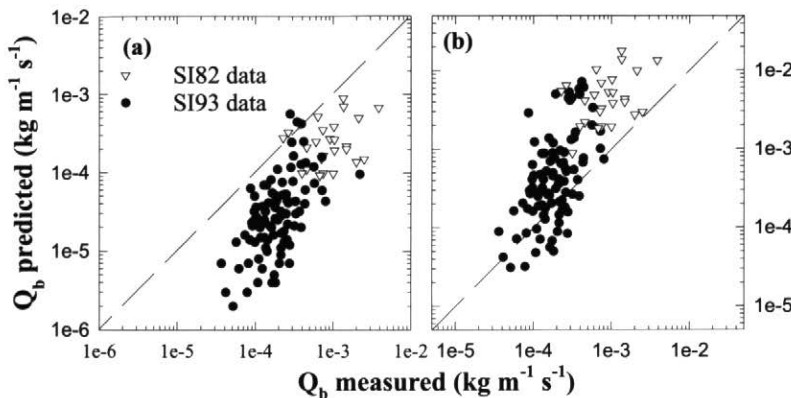 1e-2
1e-3
1e-4
1e-5
1e-6
Q_b predicted (kg m⁻¹ s⁻¹)
(a)
SI82 data
SI93 data
(b)
1e-2
1e-3
1e-4
1e-5
1e-6 1e-5 1e-4 1e-3 1e-2
1e-5 1e-4 1e-3 1e-2
Q_b measured (kg m⁻¹ s⁻¹)